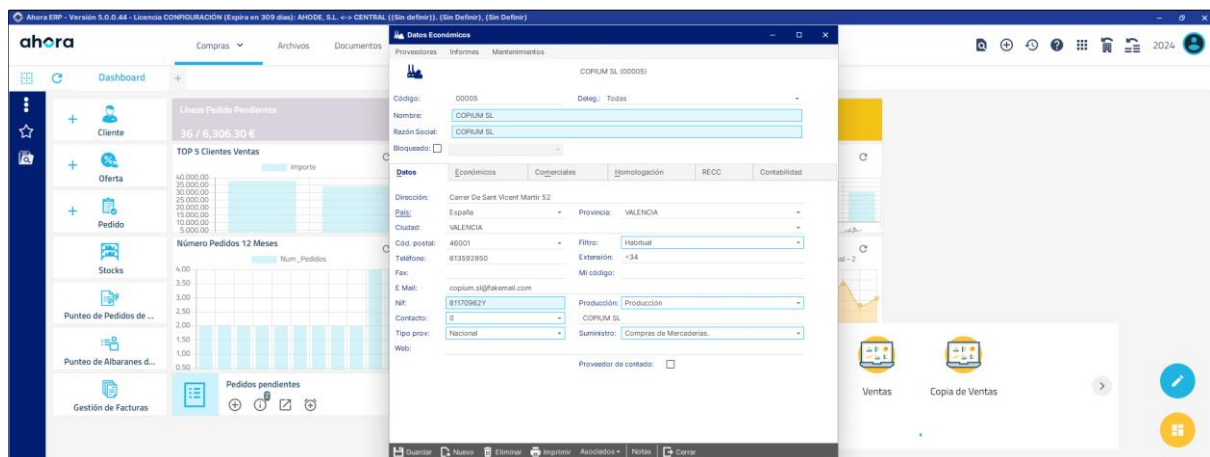 Ahora ERP - Versión 5.0.0.44 - Licencia CONFIGURACIÓN (Expira en 309 días): AHODE, S.L. <-> CENTRAL ((Sin definir)). (Sin Definir), (Sin Definir)
ahora
Compras
Archivos
Documentos
2024
Dashboard
Cliente
Oferta
Pedido
Stocks
Punteo de Pedidos de ...
Punteo de Albaranes d...
Gestión de Facturas
Líneas Pedido Pendientes
36 / 6,306.30 €
TOP 5 Clientes Ventas
Importe
40.000,00
35.000,00
30.000,00
25.000,00
20.000,00
15.000,00
10.000,00
5.000,00
Número Pedidos 12 Meses
Num_Pedidos
4,00
3,50
3,00
2,50
2,00
1,50
1,00
0,50
Pedidos pendientes
2
Datos Económicos
Proveedores Informes Mantenimientos
COPIUM SL (00005)
Código: 00005 Deleg.: Todas
Nombre: COPIUM SL
Razón Social: COPIUM SL
Bloqueado:
Datos Económicos Comerciales Homologación RECC Contabilidad
Dirección: Carrer De Sant Vicent Martir 52
País: España Provincia: VALENCIA
Ciudad: VALENCIA
Cód. postal: 46001 Filtro: Habitual
Teléfono: 613592950 Extensión: +34
Fax: Mi código:
E Mail: copium.sl@fakemail.com
Nif: 81170962Y Producción: Producción
Contacto: 0 COPIUM SL
Tipo prov: Nacional Suministro: Compras de Mercaderías.
Web:
Proveedor de contado:
Guardar Nuevo Eliminar Imprimir Asociados Notas Cerrar
al - 2
Ventas
Copia de Ventas